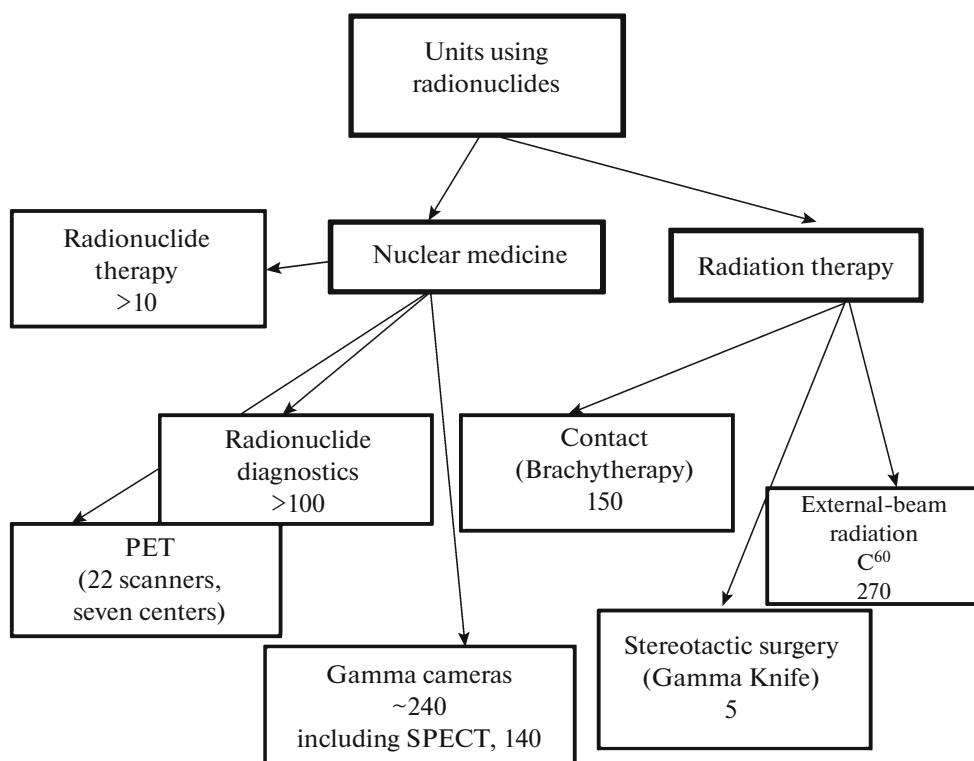 Units using
radionuclides
Radionuclide
therapy
>10
Nuclear medicine
Radiation therapy
Radionuclide
diagnostics
>100
Contact
(Brachytherapy)
150
External-beam
radiation
C⁶⁰
270
PET
(22 scanners,
seven centers)
Gamma cameras
~240
including SPECT, 140
Stereotactic surgery
(Gamma Knife)
5